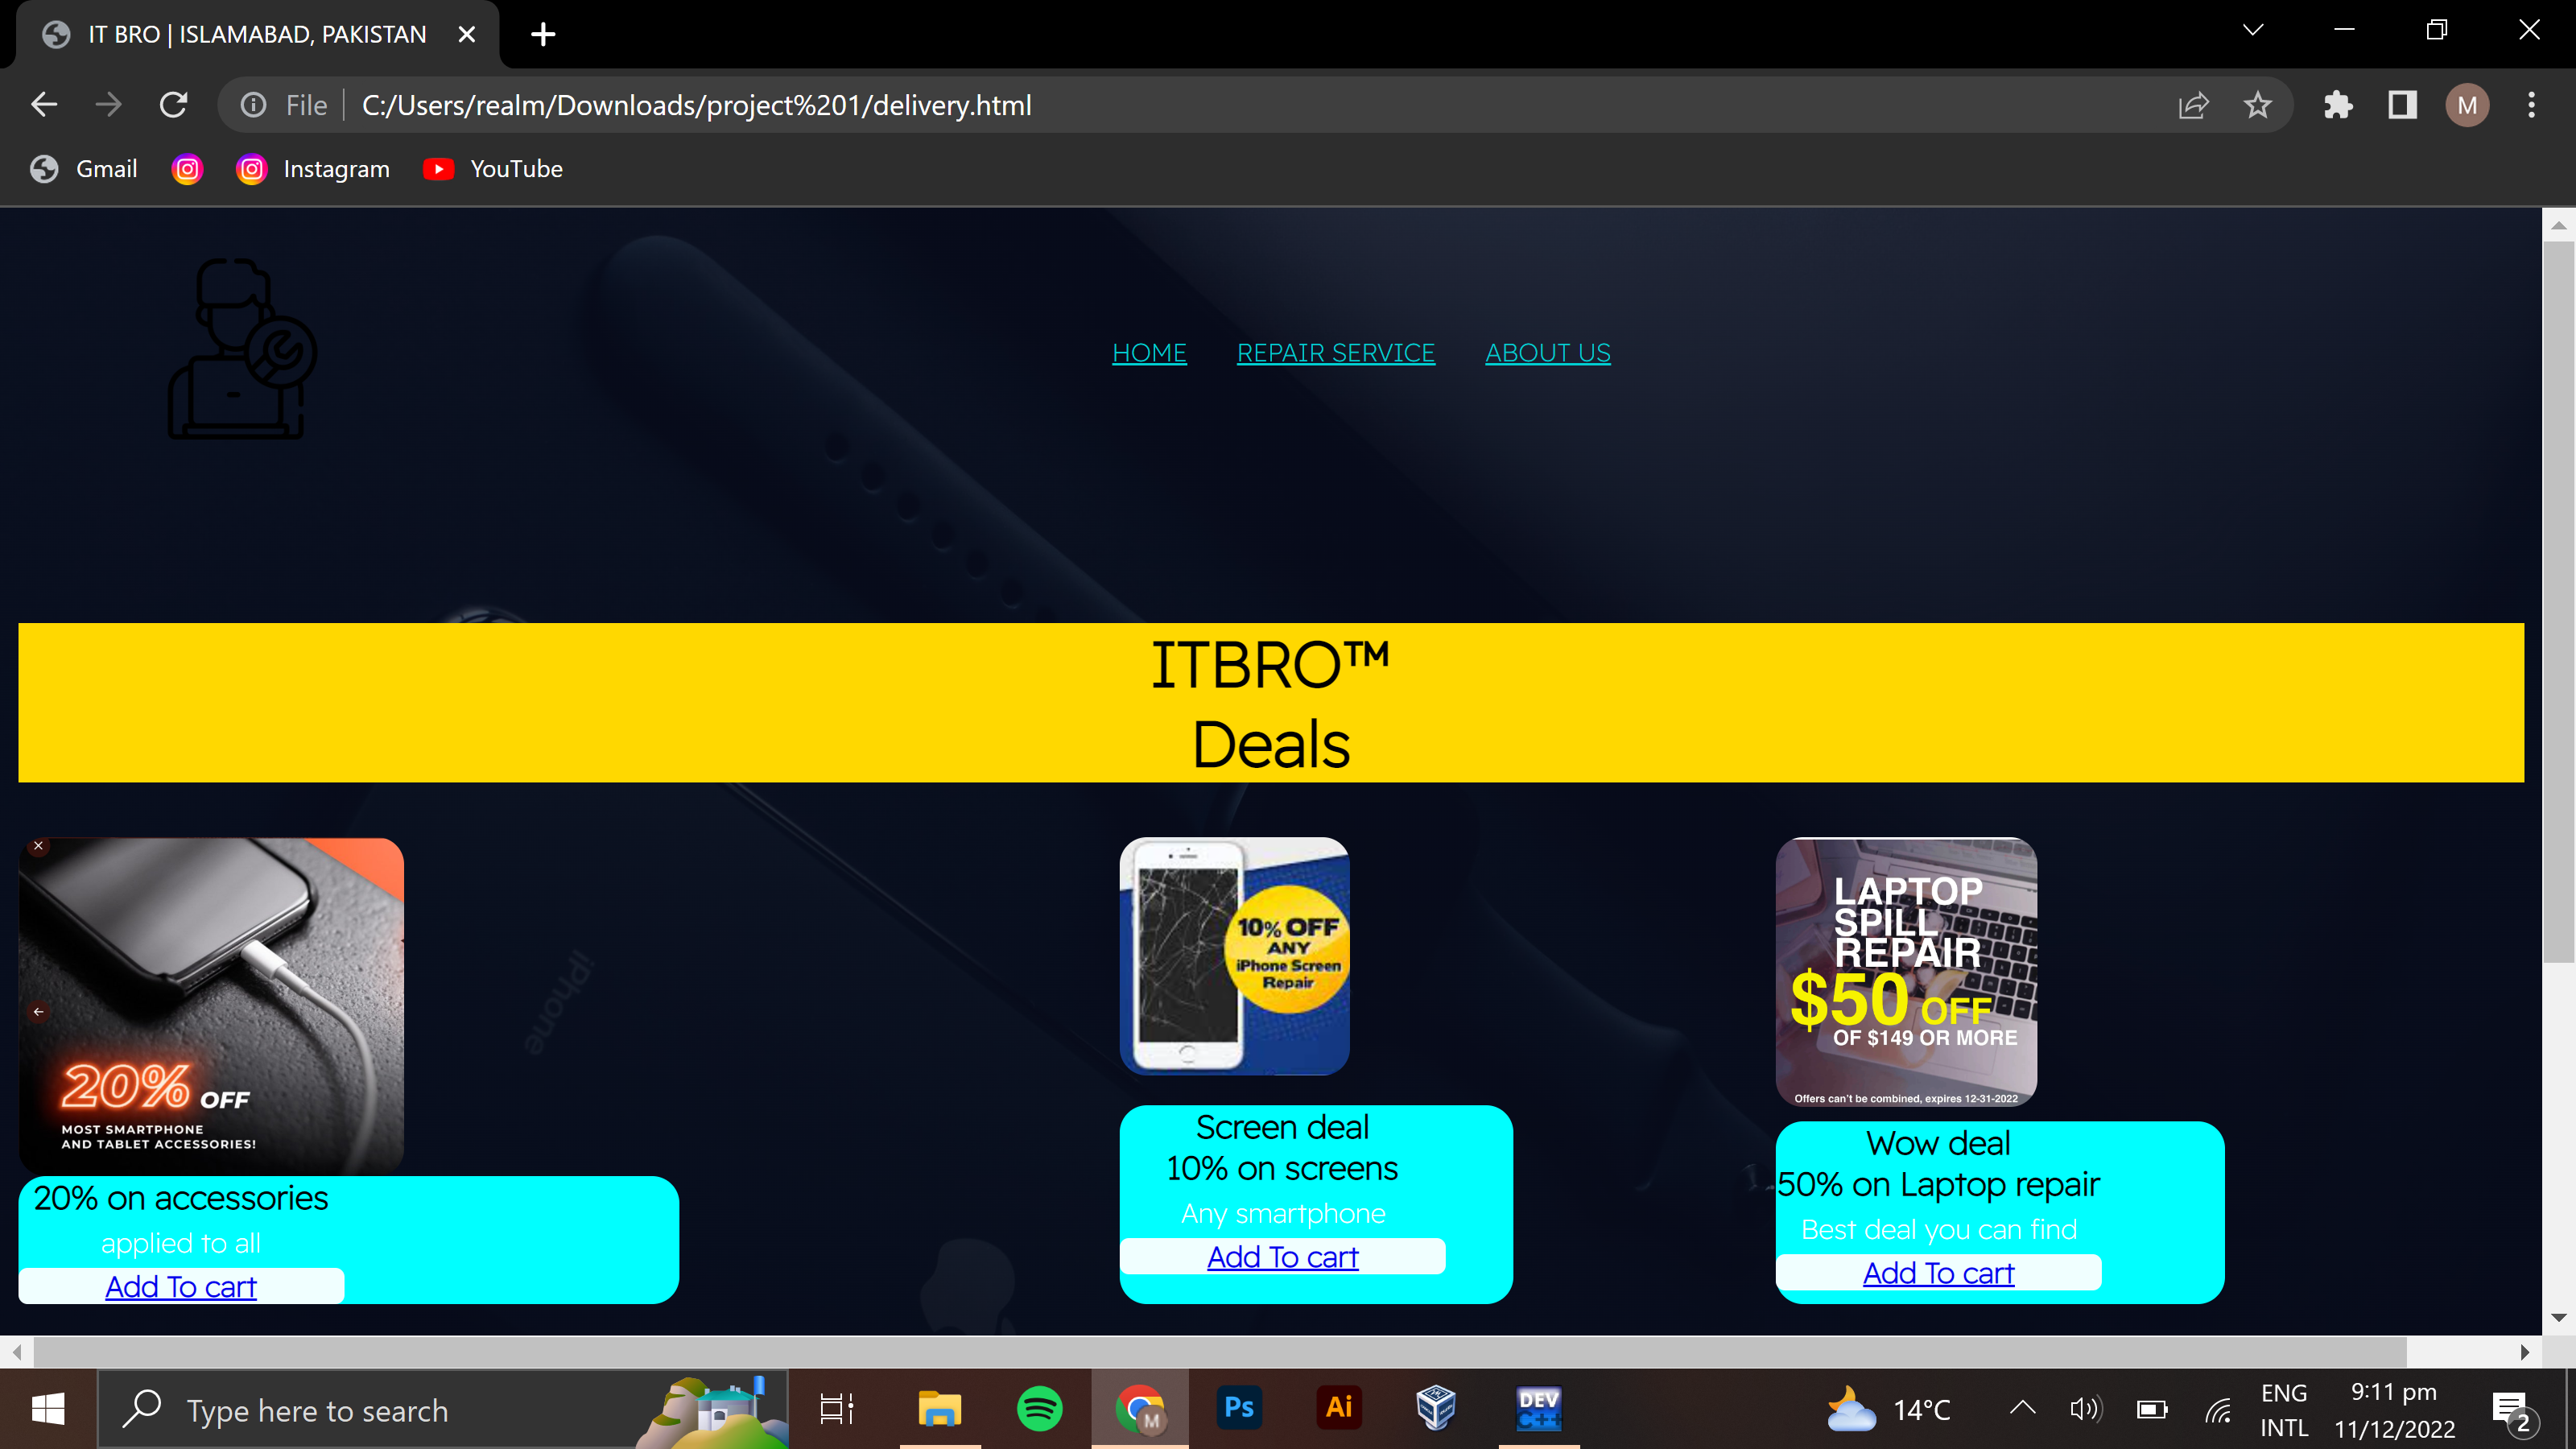 IT BRO | ISLAMABAD, PAKISTAN
File
C:/Users/realm/Downloads/project%201/delivery.html
M
Gmail
Instagram
YouTube
HOME
REPAIR SERVICE
ABOUT US
ITBRO™
Deals
iPhone
20% OFF
MOST SMARTPHONE
AND TABLET ACCESSORIES!
20% on accessories
applied to all
Add To cart
10% OFF
ANY
iPhone Screen
Repair
Screen deal
10% on screens
Any smartphone
Add To cart
LAPTOP
SPILL
REPAIR
$50 OFF
OF $149 OR MORE
Offers can't be combined, expires 12-31-2022
Wow deal
50% on Laptop repair
Best deal you can find
Add To cart
Type here to search
M
Ps
Ai
DEV
C++
14°C
ENG
INTL
9:11 pm
11/12/2022
2